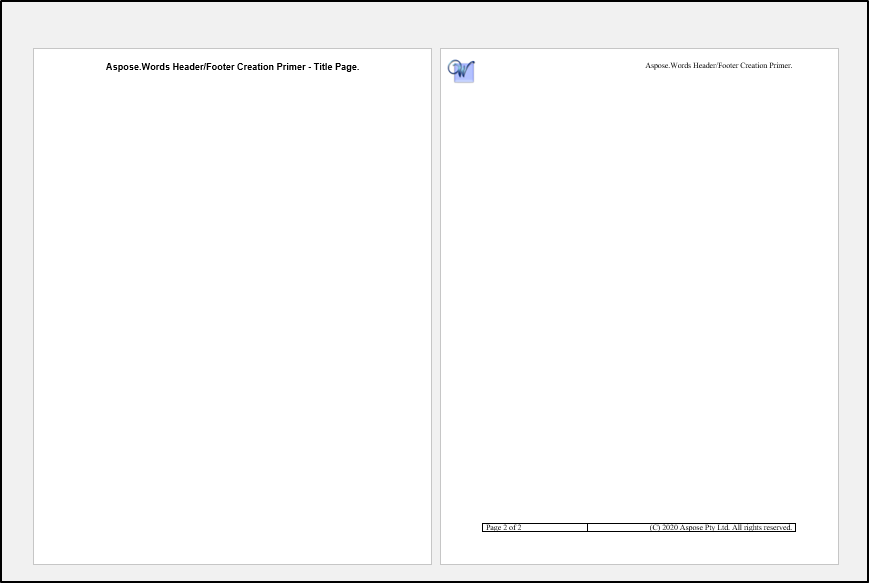 Aspose.Words Header/Footer Creation Primer - Title Page.
W
Aspose.Words Header/Footer Creation Primer.
Page 2 of 2
(C) 2020 Aspose Pty Ltd. All rights reserved.